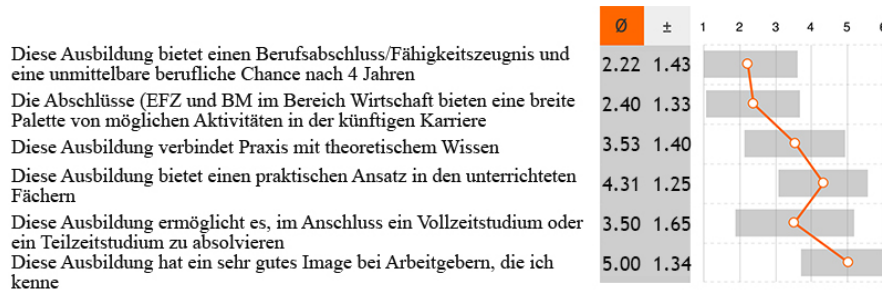 Ø ± 1 2 3 4 5 6
Diese Ausbildung bietet einen Berufsabschluss/Fähigkeitszeugnis und
eine unmittelbare berufliche Chance nach 4 Jahren
2.22 1.43
Die Abschlüsse (EFZ und BM im Bereich Wirtschaft bieten eine breite
Palette von möglichen Aktivitäten in der künftigen Karriere
2.40 1.33
Diese Ausbildung verbindet Praxis mit theoretischem Wissen
3.53 1.40
Diese Ausbildung bietet einen praktischen Ansatz in den unterrichteten
Fächern
4.31 1.25
Diese Ausbildung ermöglicht es, im Anschluss ein Vollzeitstudium oder
ein Teilzeitstudium zu absolvieren
3.50 1.65
Diese Ausbildung hat ein sehr gutes Image bei Arbeitgebern, die ich
kenne
5.00 1.34